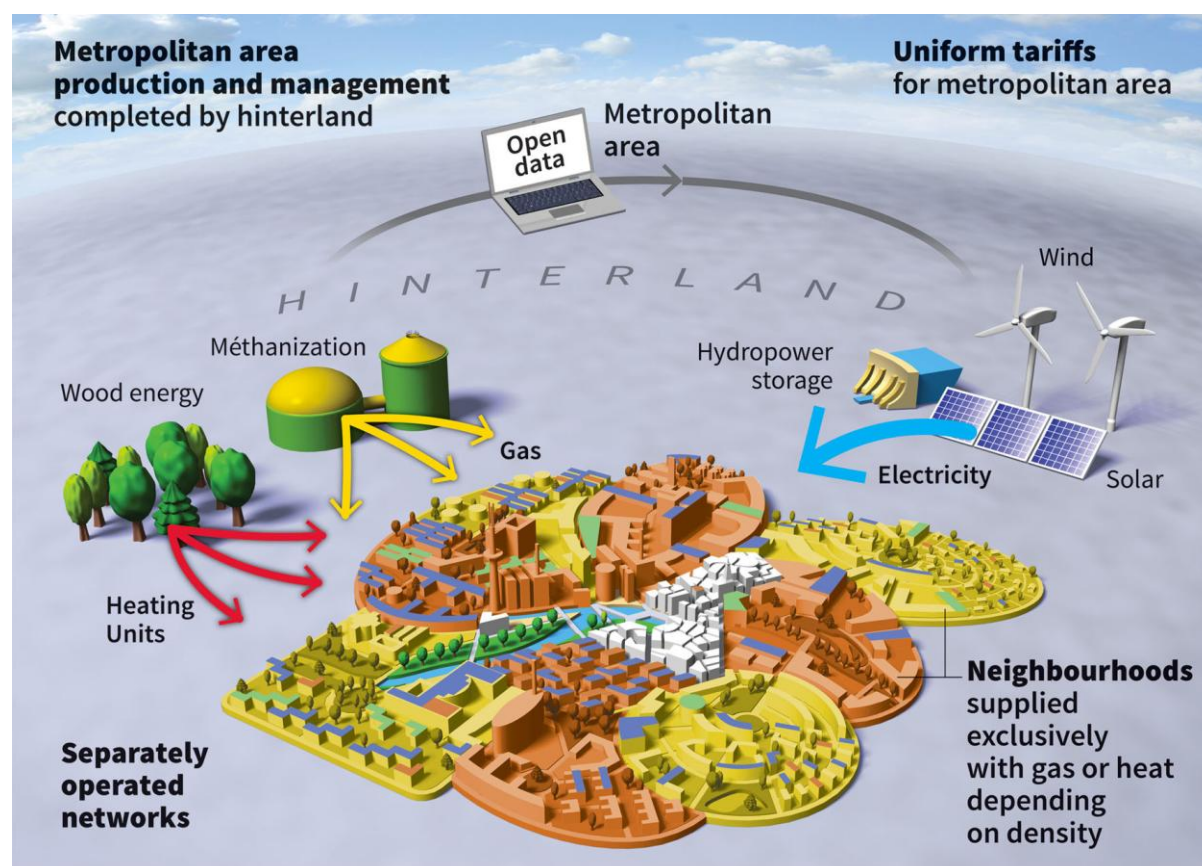 Metropolitan area
production and management
completed by hinterland
Uniform tariffs
for metropolitan area
Open
data
Metropolitan
area
HINTERLAND
Wind
Méthanization
Hydropower
storage
Wood energy
Gas
Electricity
Solar
Heating
Units
Neighbourhoods
supplied
exclusively
with gas or heat
depending
on density
Separately
operated
networks